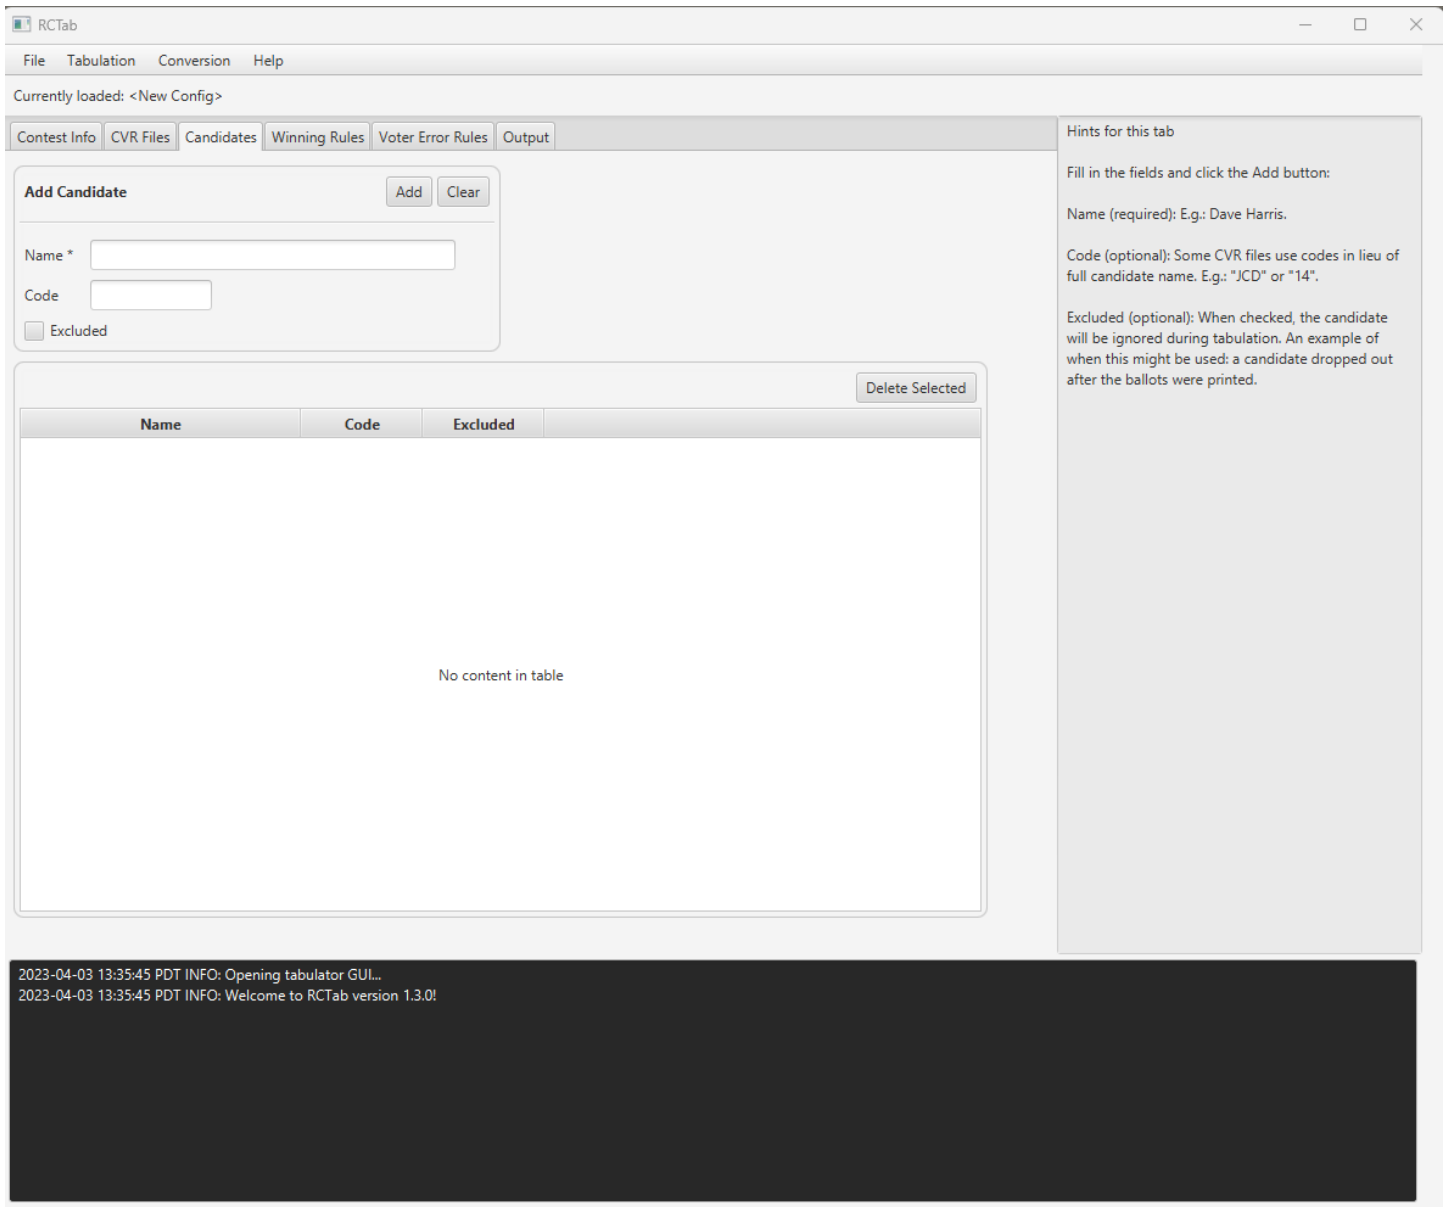 RCTab
File Tabulation Conversion Help
Currently loaded: <New Config>
Contest Info CVR Files Candidates Winning Rules Voter Error Rules Output
Add Candidate Add Clear
Name *
Code
Excluded
Delete Selected
Name Code Excluded
No content in table
Hints for this tab
Fill in the fields and click the Add button:
Name (required): E.g.: Dave Harris.
Code (optional): Some CVR files use codes in lieu of
full candidate name. E.g.: "JCD" or "14".
Excluded (optional): When checked, the candidate
will be ignored during tabulation. An example of
when this might be used: a candidate dropped out
after the ballots were printed.
2023-04-03 13:35:45 PDT INFO: Opening tabulator GUI...
2023-04-03 13:35:45 PDT INFO: Welcome to RCTab version 1.3.0!